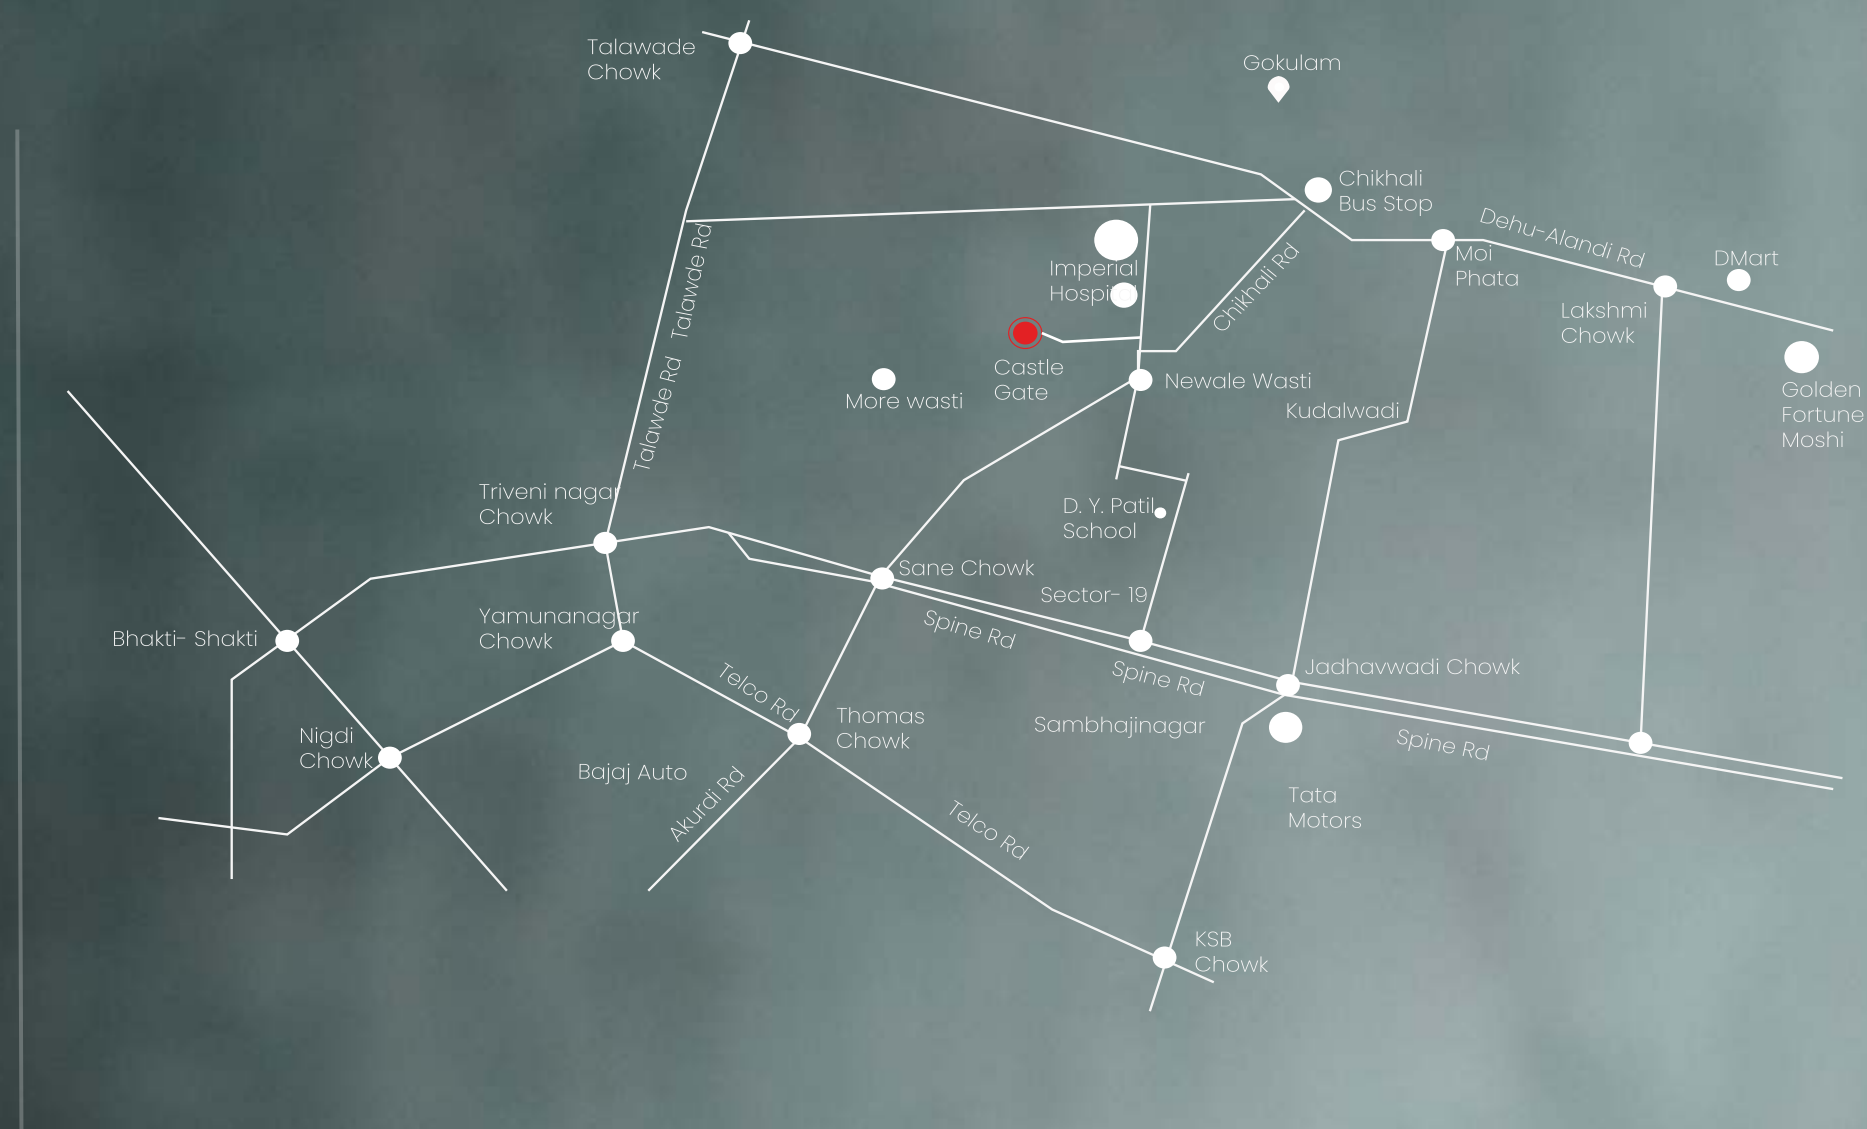 Talawade
Chowk
Gokulam
Chikhali
Bus Stop
Dehu-Alandi Rd
Moi
Phata
DMart
Lakshmi
Chowk
Golden
Fortune
Moshi
Imperial
Hospital
Chikhali Rd
Talawde Rd
Talawde Rd
Castle
Gate
More wasti
Newale Wasti
Kudalwadi
Triveni nagar
Chowk
D. Y. Patil
School
Sane Chowk
Sector- 19
Spine Rd
Yamunanagar
Chowk
Bhakti- Shakti
Spine Rd
Jadhavwadi Chowk
Telco Rd
Thomas
Chowk
Sambhajinagar
Spine Rd
Nigdi
Chowk
Bajaj Auto
Akurdi Rd
Tata
Motors
Telco Rd
KSB
Chowk